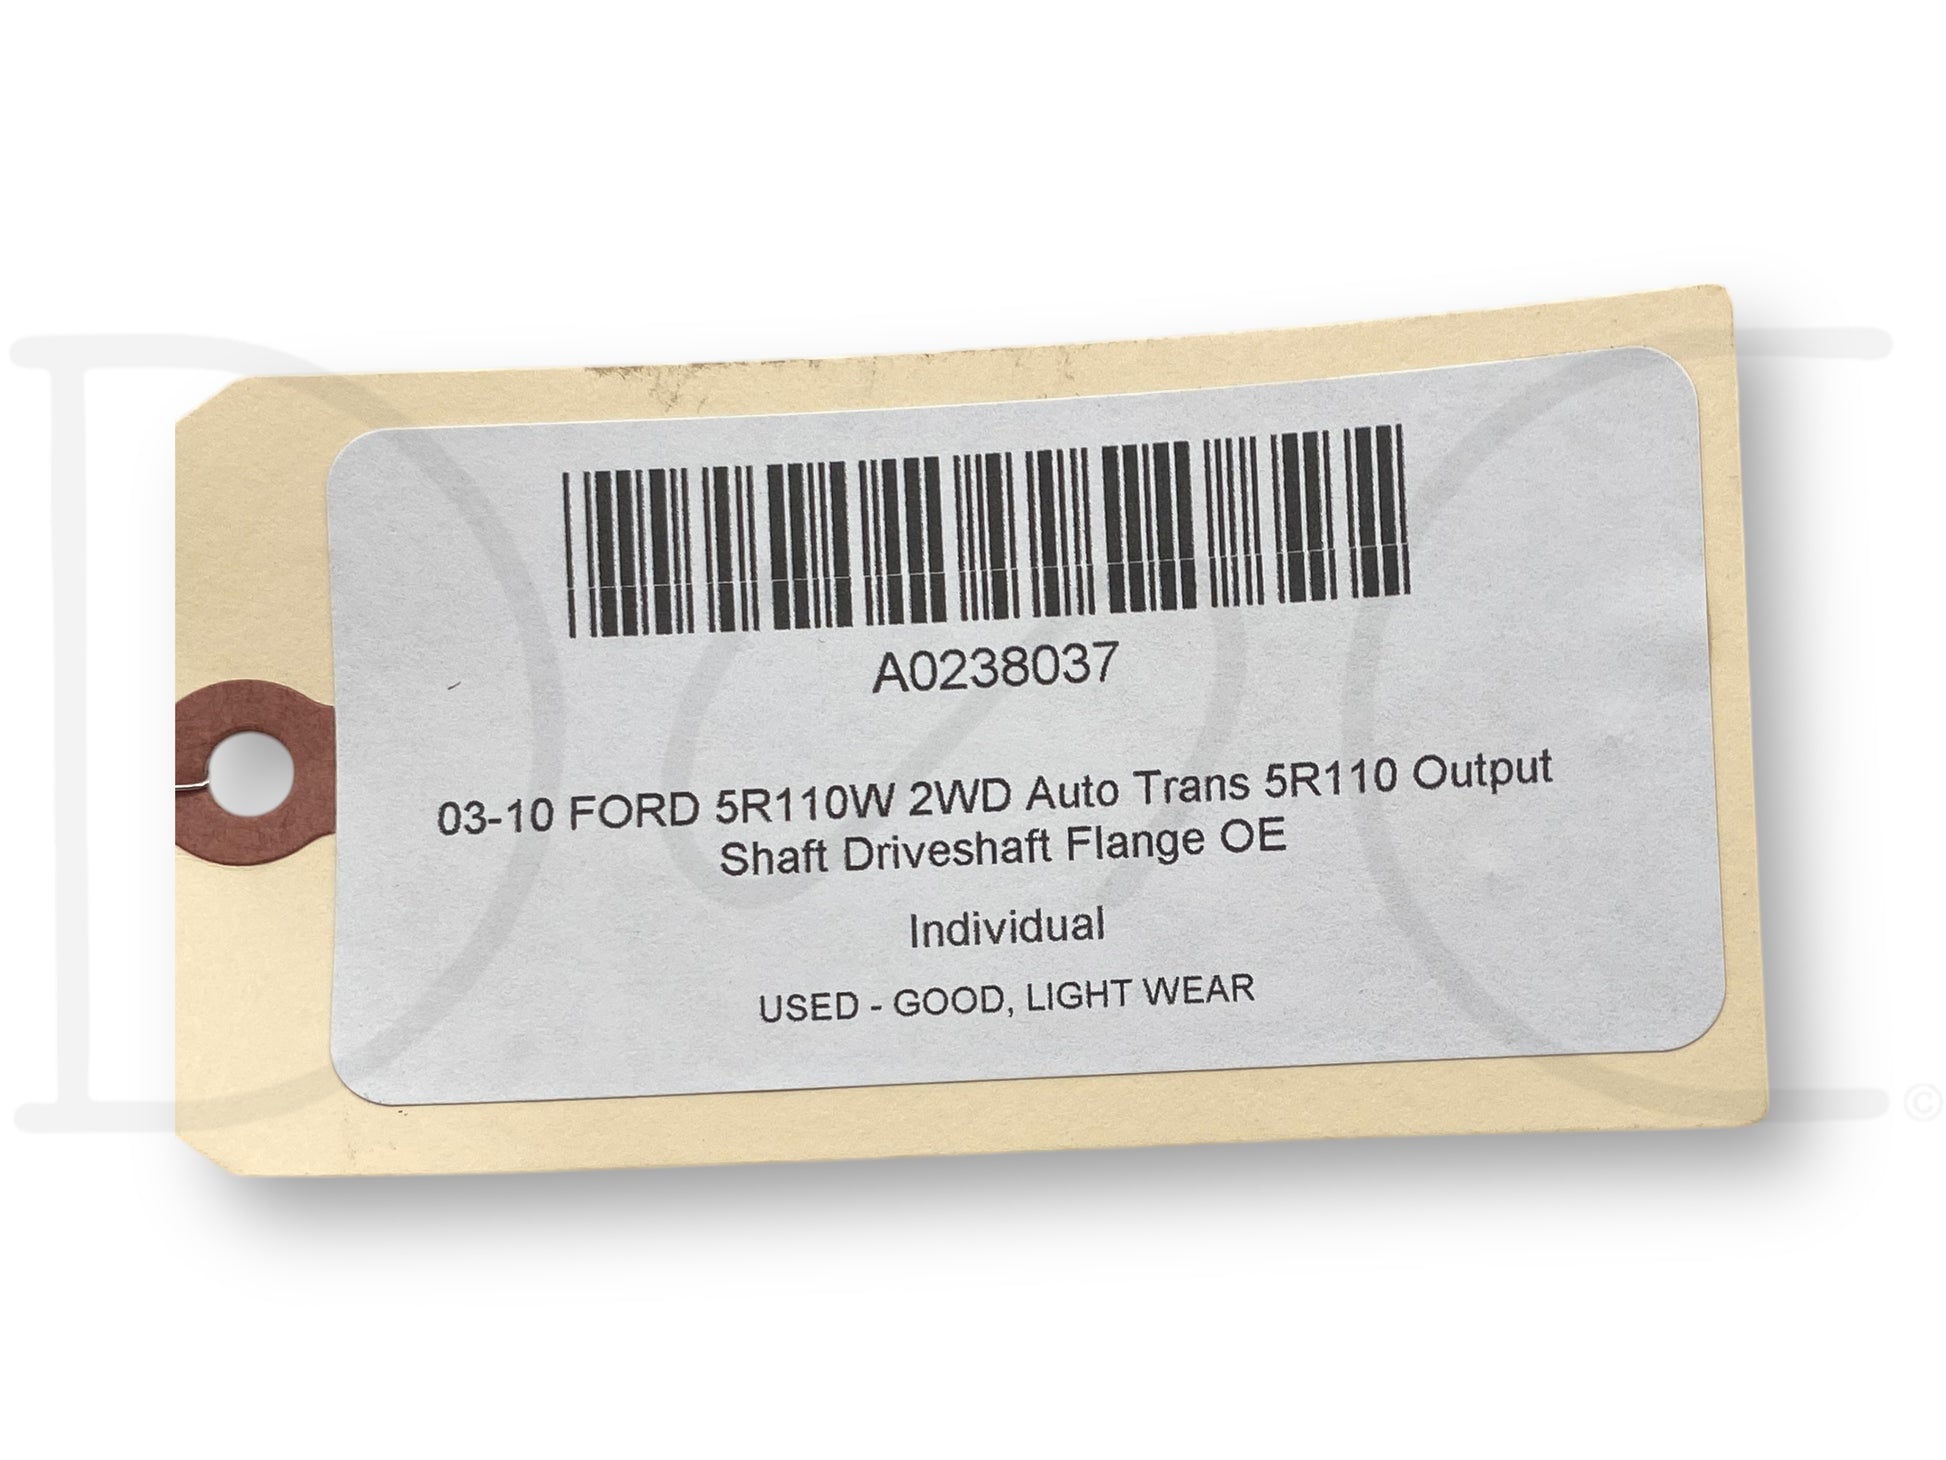 A0238037
03-10 FORD 5R110W 2WD Auto Trans 5R110 Output
Shaft Driveshaft Flange OE
Individual
USED - GOOD, LIGHT WEAR
©